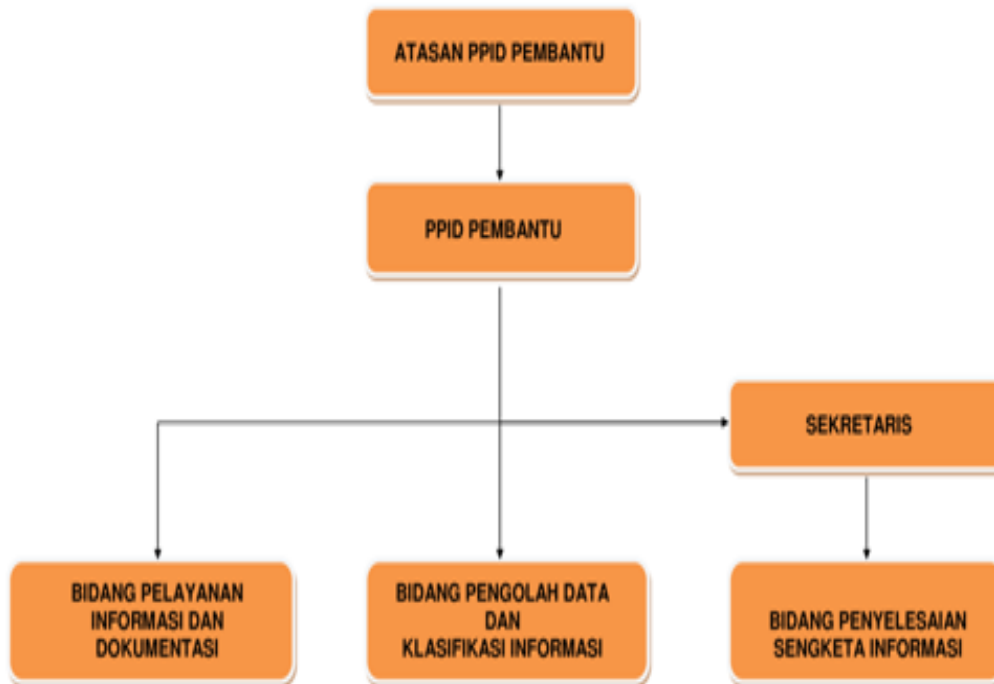 ATASAN PPID PEMBANTU
PPID PEMBANTU
SEKRETARIS
BIDANG PELAYANAN
INFORMASI DAN
DOKUMENTASI
BIDANG PENGOLAH DATA
DAN
KLASIFIKASI INFORMASI
BIDANG PENYELESAIAN
SENGKETA INFORMASI